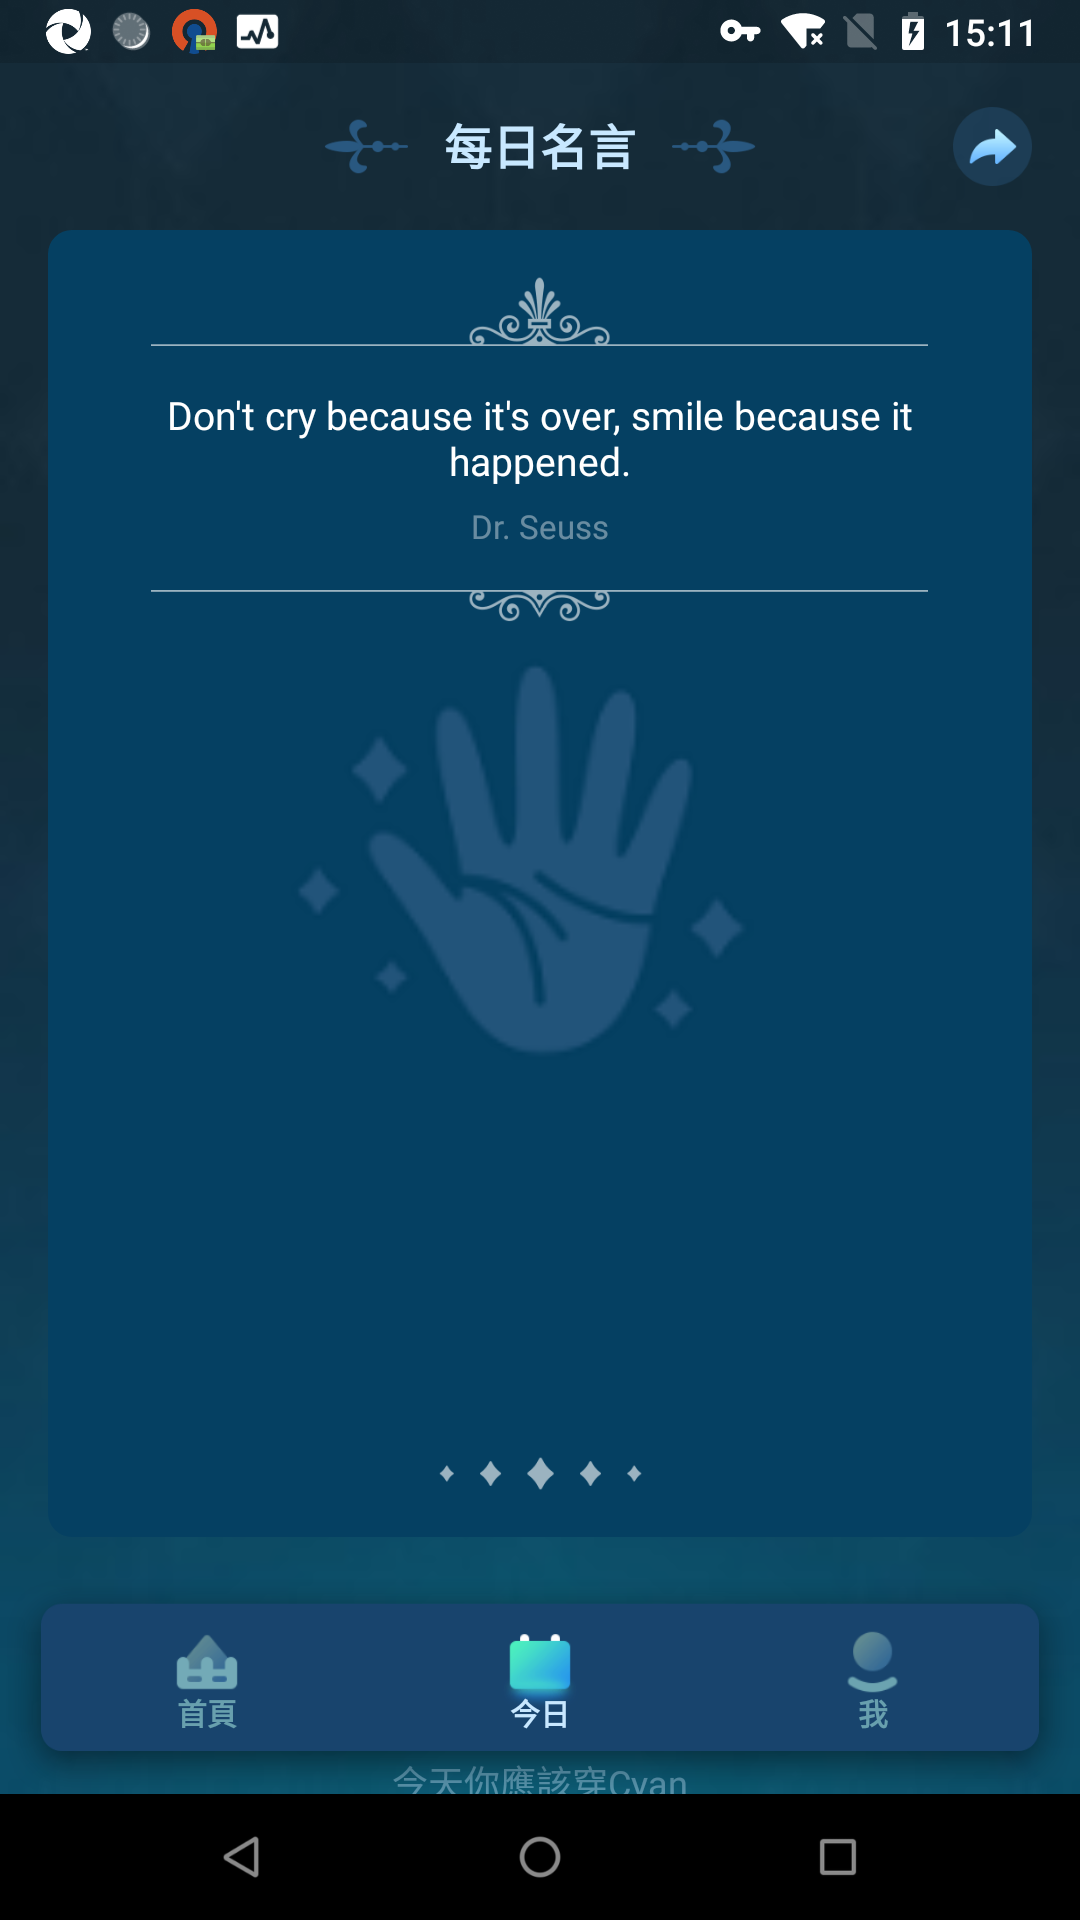 15:11
每日名言
Don't cry because it's over, smile because it
happened.
Dr. Seuss
首頁
今日
我
今天你應該穿Cyan